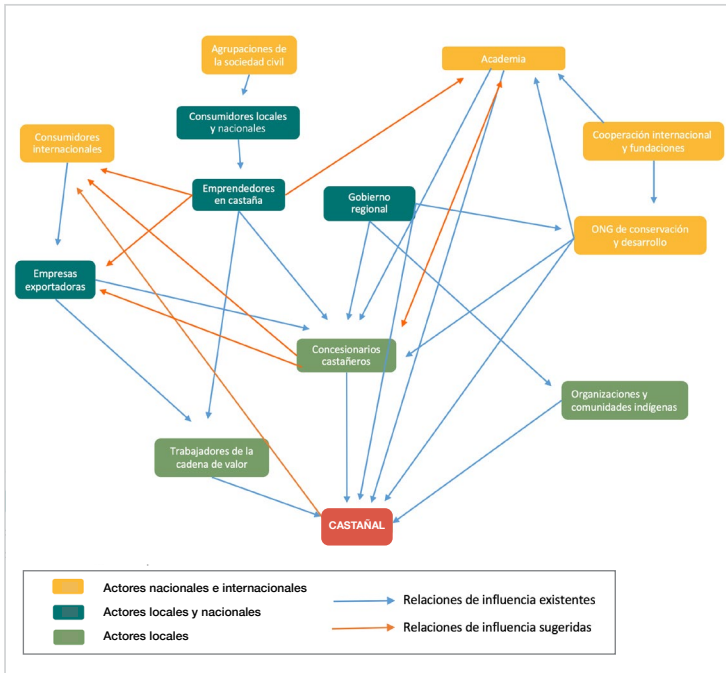 Agrupaciones de
la sociedad civil
Academia
Consumidores locales
y nacionales
Consumidores
internacionales
Cooperación internacional
y fundaciones
Emprendedores
en castaña
Gobierno
regional
ONG de conservación
y desarrollo
Empresas
exportadoras
Concesionarios
castañeros
Organizaciones y
comunidades indígenas
Trabajadores de la
cadena de valor
CASTAÑAL
Actores nacionales e internacionales
Actores locales y nacionales
Actores locales
Relaciones de influencia existentes
Relaciones de influencia sugeridas